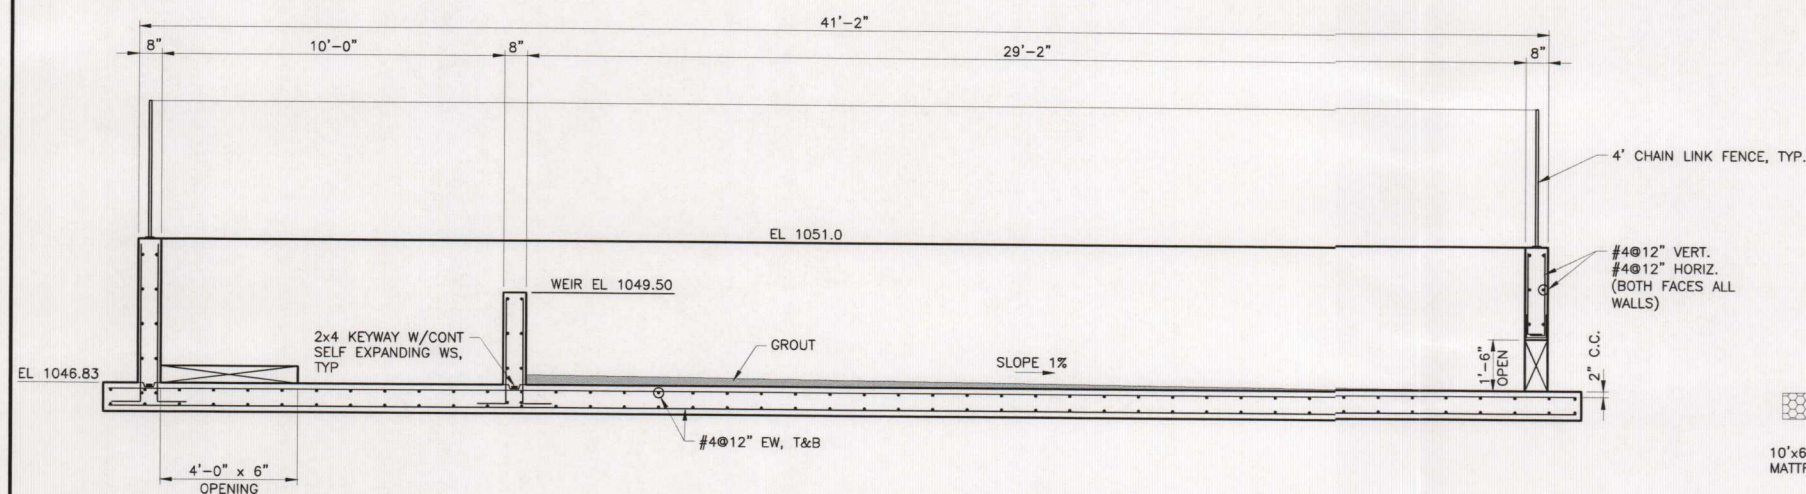 41'-2"
8"
10'-0"
8"
29'-2"
8"
4' CHAIN LINK FENCE, TYP.
EL 1051.0
#4@12" VERT.
#4@12" HORIZ.
(BOTH FACES ALL
WALLS)
WEIR EL 1049.50
2x4 KEYWAY W/CONT
SELF EXPANDING WS,
TYP
GROUT
SLOPE 1%
1'-6"
OPEN
2" C.C.
EL 1046.83
#4@12" EW, T&B
4'-0" x 6"
OPENING
10'x6